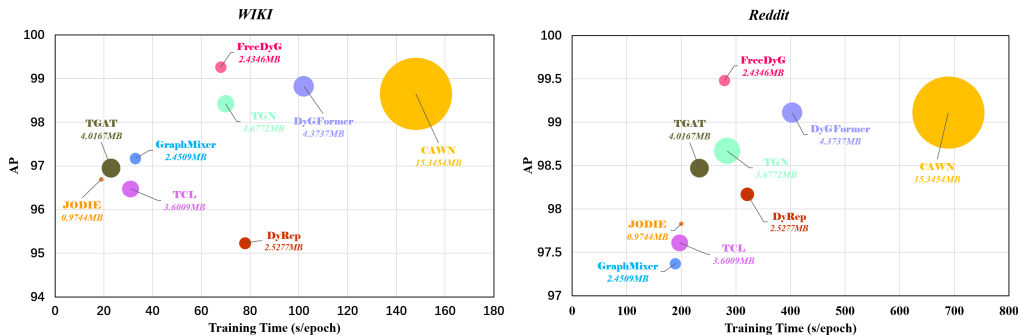 WIKI
100
99
98
97
96
95
94
AP
0
20
40
60
80
100
120
140
160
180
Training Time (s/epoch)
FreeDyG
2.4346MB
TGN
3.6772MB
DyGFormer
4.3737MB
CAWN
15.3454MB
TGAT
4.0167MB
GraphMixer
2.4509MB
JODIE
0.9744MB
TCL
3.6009MB
DyRep
2.5277MB
Reddit
100
99.5
99
98.5
98
97.5
97
AP
0
100
200
300
400
500
600
700
800
Training Time (s/epoch)
FreeDyG
2.4346MB
DyGFormer
4.3737MB
TGAT
4.0167MB
TGN
3.6772MB
CAWN
15.3454MB
DyRep
2.5277MB
JODIE
0.9744MB
TCL
3.6009MB
GraphMixer
2.4509MB